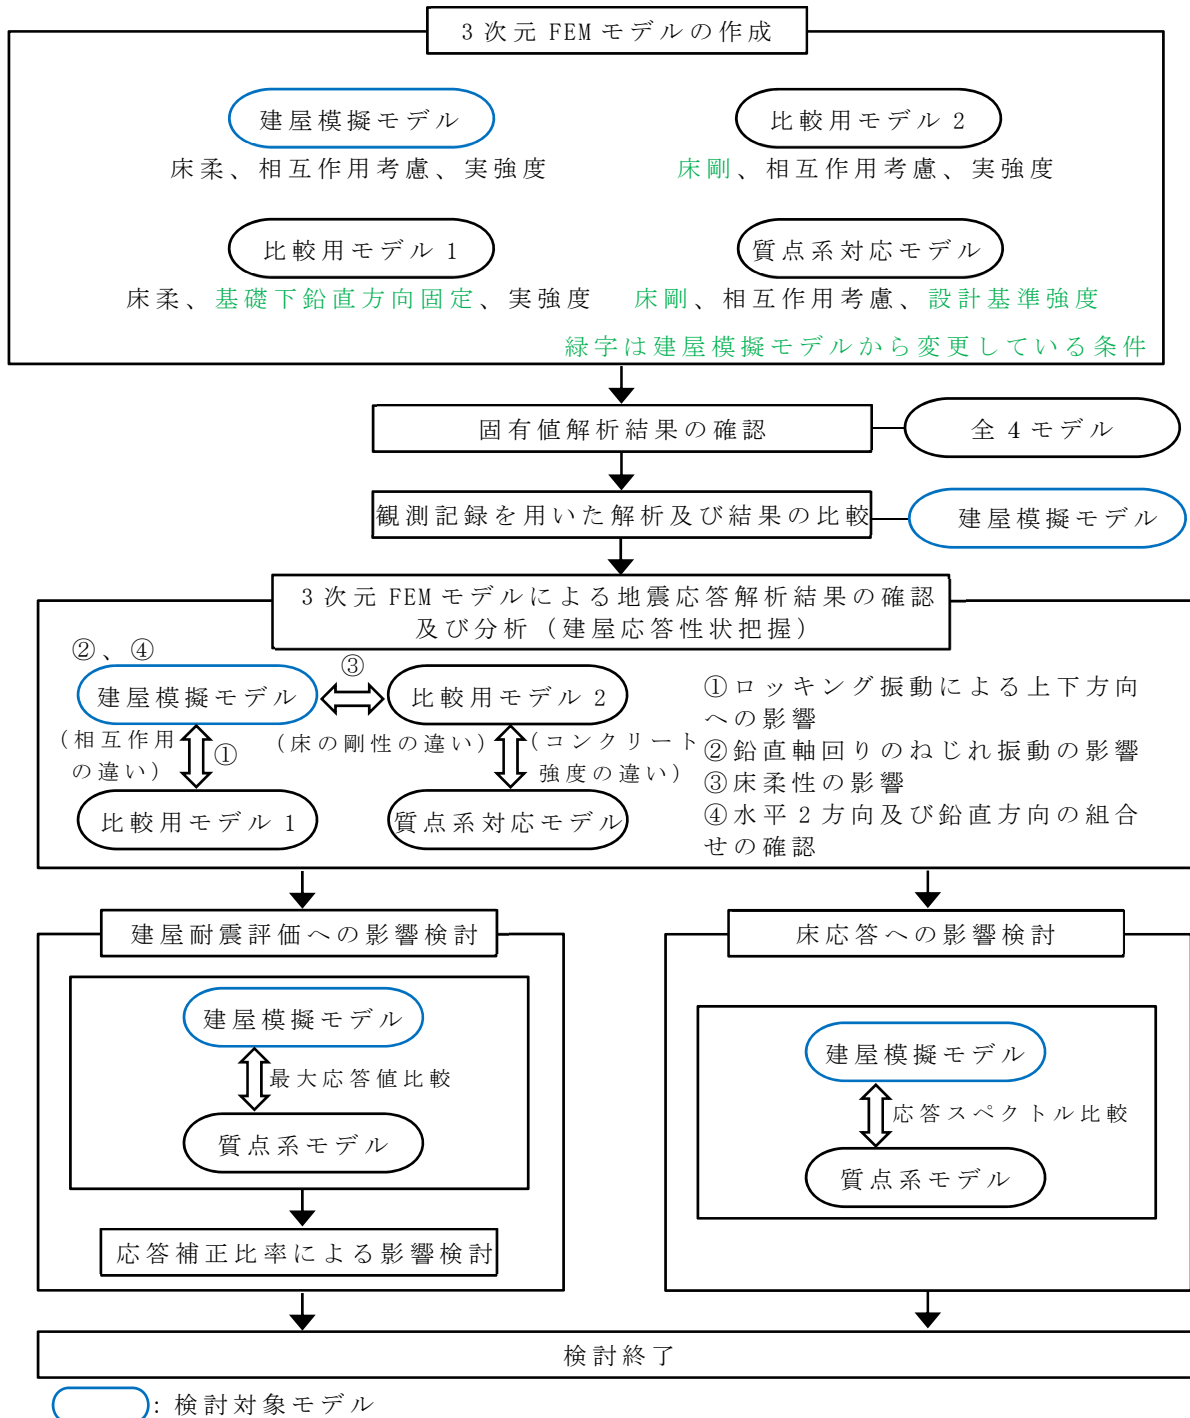 3次元FEMモデルの作成
建屋模擬モデル
床柔、相互作用考慮、実強度
比較用モデル2
床剛、相互作用考慮、実強度
比較用モデル1
床柔、基礎下鉛直方向固定、実強度
質点系対応モデル
床剛、相互作用考慮、設計基準強度
緑字は建屋模擬モデルから変更している条件
固有値解析結果の確認
全4モデル
観測記録を用いた解析及び結果の比較
建屋模擬モデル
3次元FEMモデルによる地震応答解析結果の確認
及び分析（建屋応答性状把握）
②、④
建屋模擬モデル
③
比較用モデル2
(相互作用
の違い)
①
(床の剛性の違い)
(コンクリート
強度の違い)
比較用モデル1
質点系対応モデル
①ロッキング振動による上下方向
への影響
②鉛直軸回りのねじれ振動の影響
③床柔性の影響
④水平2方向及び鉛直方向の組合
せの確認
建屋耐震評価への影響検討
建屋模擬モデル
最大応答値比較
質点系モデル
応答補正比率による影響検討
床応答への影響検討
建屋模擬モデル
応答スペクトル比較
質点系モデル
検討終了
：検討対象モデル